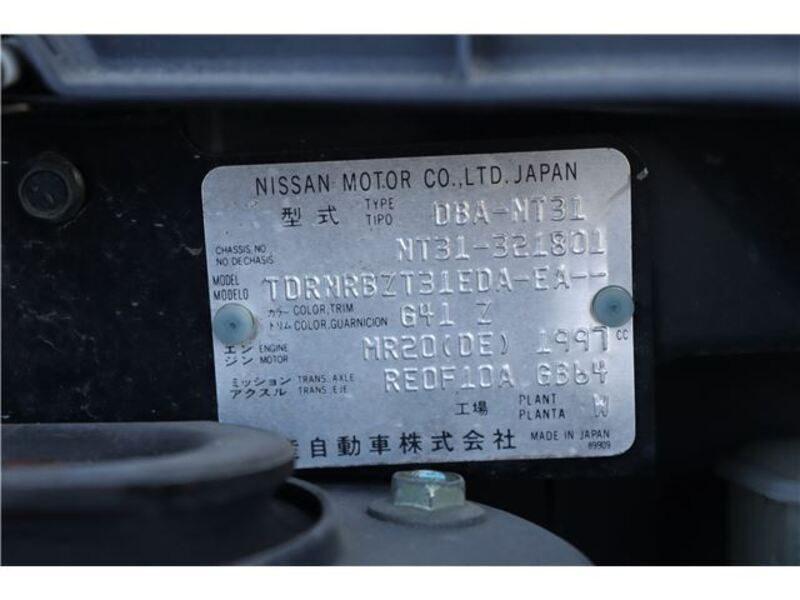 NISSAN MOTOR CO.,LTD. JAPAN
型式 TYPE TIPO DBA-NT31
CHASSIS.NO NO.DECHASIS NT31-321801
MODEL MODELO TDRNRBZT31EDA-EA--
カラー COLOR,TRIM トリム COLOR,GUARNICION G41 Z
エンジン ENGINE MOTOR MR20(DE) 1997 CC
ミッション アクスル TRANS. AXLE TRANS. EJE RE0F10A GB64
工場 PLANT PLANTA W
産自動車株式会社 MADE IN JAPAN
89909